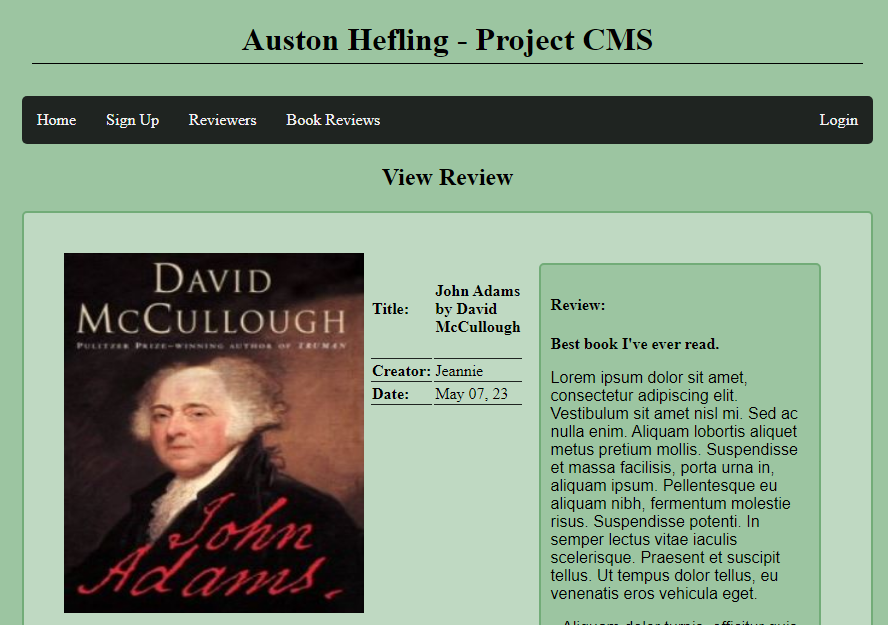 Auston Hefling - Project CMS
Home Sign Up Reviewers Book Reviews Login
View Review
DAVID
MCCULLOUGH
PULITZER PRIZE-WINNING AUTHOR OF TRUMAN
John
Adams.
Title: John Adams
by David
McCullough
Creator: Jeannie
Date: May 07, 23
Review:
Best book I've ever read.
Lorem ipsum dolor sit amet,
consectetur adipiscing elit.
Vestibulum sit amet nisl mi. Sed ac
nulla enim. Aliquam lobortis aliquet
metus pretium mollis. Suspendisse
et massa facilisis, porta urna in,
aliquam ipsum. Pellentesque eu
aliquam nibh, fermentum molestie
risus. Suspendisse potenti. In
semper lectus vitae iaculis
scelerisque. Praesent et suscipit
tellus. Ut tempus dolor tellus, eu
venenatis eros vehicula eget.
Aliquam dolor turpis, efficitur quis